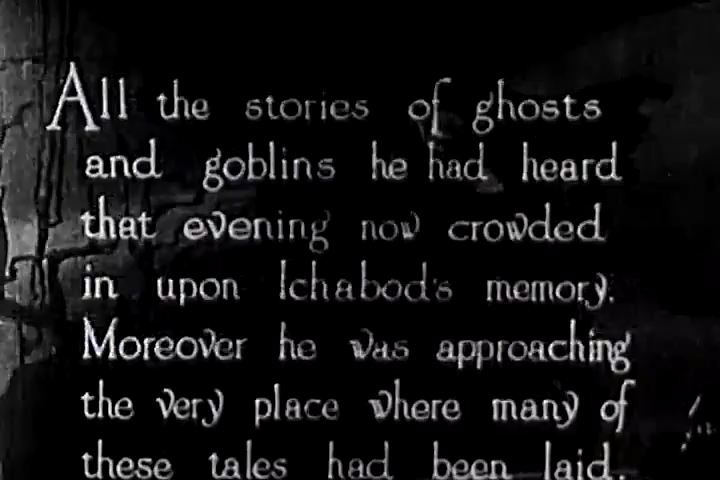 All the stories of ghosts
and goblins he had heard
that evening now crowded
in upon Ichabod's memory.
Moreover he was approaching
the very place where many of
these tales had been laid.